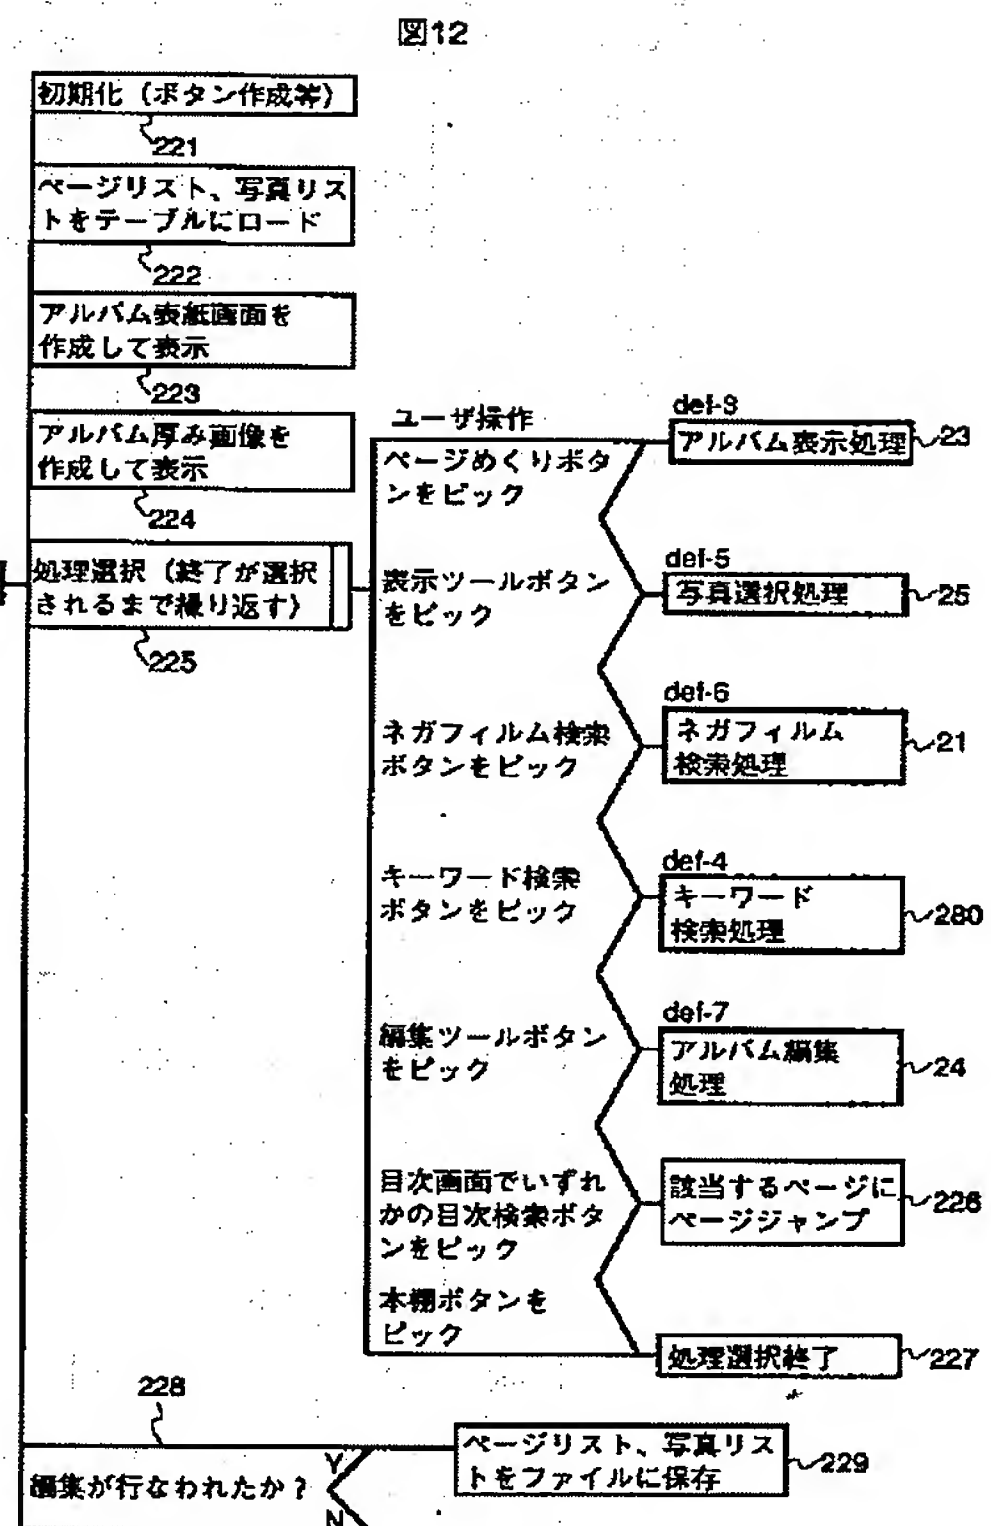 図12
初期化（ボタン作成等）
221
ページリスト、写真リス
トをテーブルにロード
222
アルバム表紙画面を
作成して表示
223
アルバム厚み画像を
作成して表示
224
処理選択（終了が選択
されるまで繰り返す）
225
ユーザ操作
ページめくりボタ
ンをピック
def-3
アルバム表示処理
23
表示ツールボタン
をピック
def-5
写真選択処理
25
ネガフィルム検索
ボタンをピック
def-6
ネガフィルム
検索処理
21
キーワード検索
ボタンをピック
def-4
キーワード
検索処理
280
編集ツールボタン
をピック
def-7
アルバム編集
処理
24
目次画面でいずれ
かの目次検索ボタ
ンをピック
該当するページに
ページジャンプ
226
本棚ボタンを
ピック
処理選択終了
227
228
編集が行なわれたか？
Y
N
ページリスト、写真リス
トをファイルに保存
229